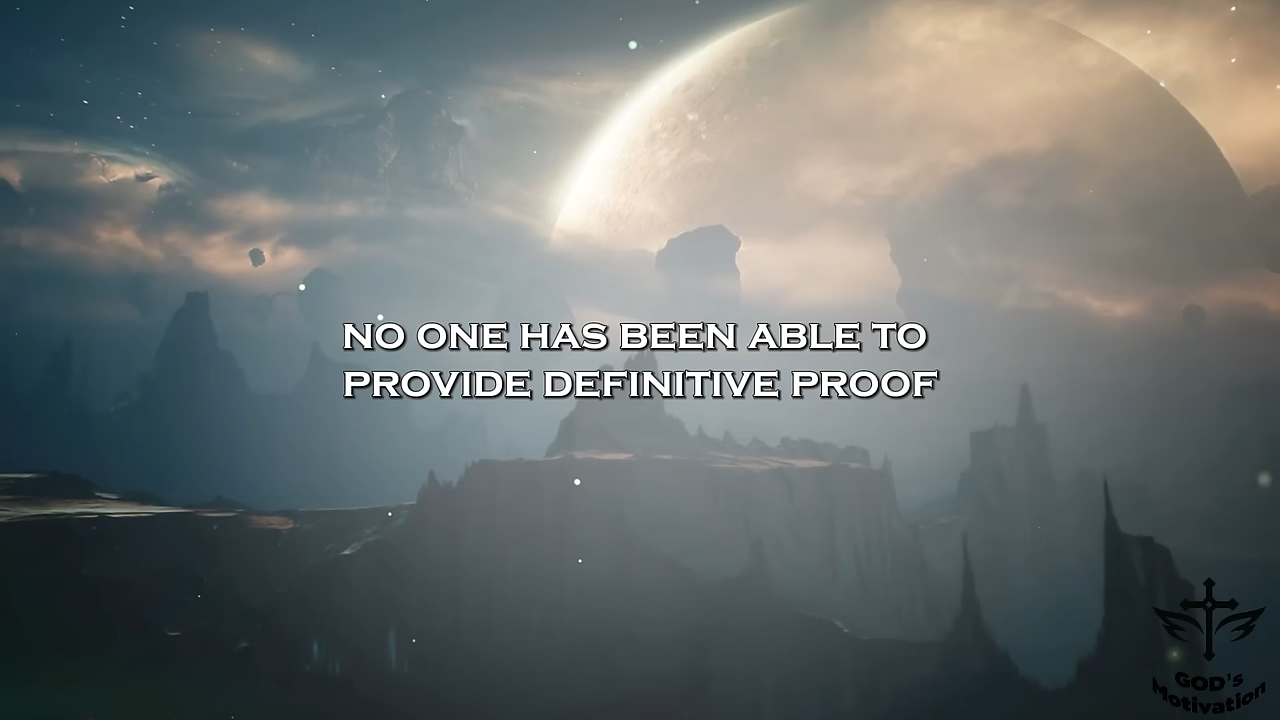 NO ONE HAS BEEN ABLE TO
PROVIDE DEFINITIVE PROOF
GOD's
Motivation